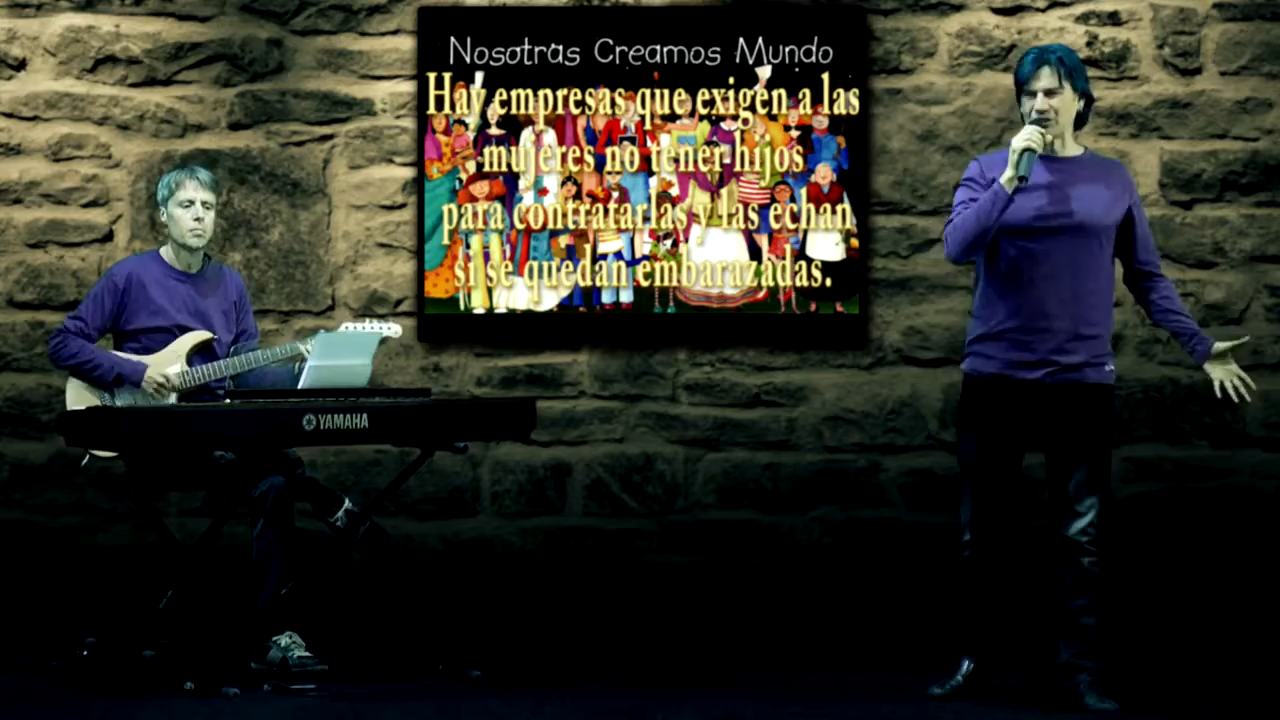 Nosotras Creamos Mundo
Hay empresas que exigen a las
mujeres no tener hijos
para contratarlas y las echan
si se quedan embarazadas.
YAMAHA